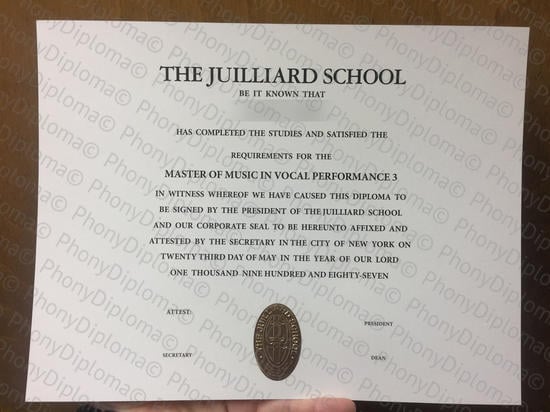 THE JUILLIARD SCHOOL
BE IT KNOWN THAT
HAS COMPLETED THE STUDIES AND SATISFIED THE
REQUIREMENTS FOR THE
MASTER OF MUSIC IN VOCAL PERFORMANCE 3
IN WITNESS WHEREOF WE HAVE CAUSED THIS DIPLOMA TO
BE SIGNED BY THE PRESIDENT OF THE JUILLIARD SCHOOL
AND OUR CORPORATE SEAL TO BE HEREUNTO AFFIXED AND
ATTESTED BY THE SECRETARY IN THE CITY OF NEW YORK ON
TWENTY THIRD DAY OF MAY IN THE YEAR OF OUR LORD
ONE THOUSAND NINE HUNDRED AND EIGHTY-SEVEN
ATTEST:
PRESIDENT
SECRETARY
DEAN
THE JUILLIARD SCHOOL
PhonyDiploma©